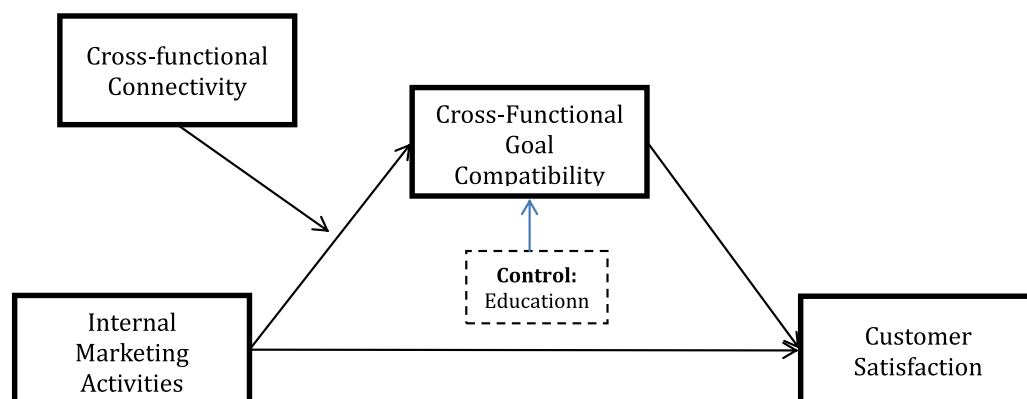 Cross-functional
Connectivity
Cross-Functional
Goal
Compatibility
Control:
Educationn
Internal
Marketing
Activities
Customer
Satisfaction